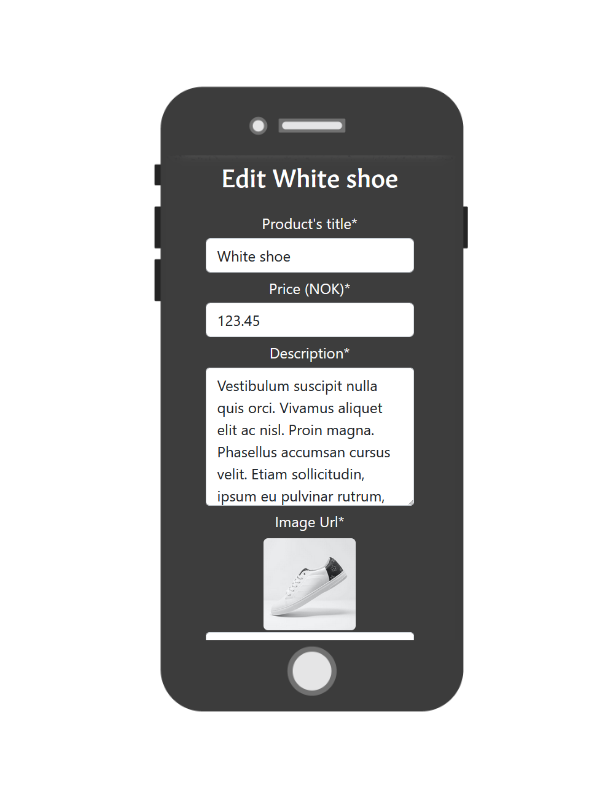 Edit White shoe
Product's title*
White shoe
Price (NOK)*
123.45
Description*
Vestibulum suscipit nulla
quis orci. Vivamus aliquet
elit ac nisl. Proin magna.
Phasellus accumsan cursus
velit. Etiam sollicitudin,
ipsum eu pulvinar rutrum,
Image Url*